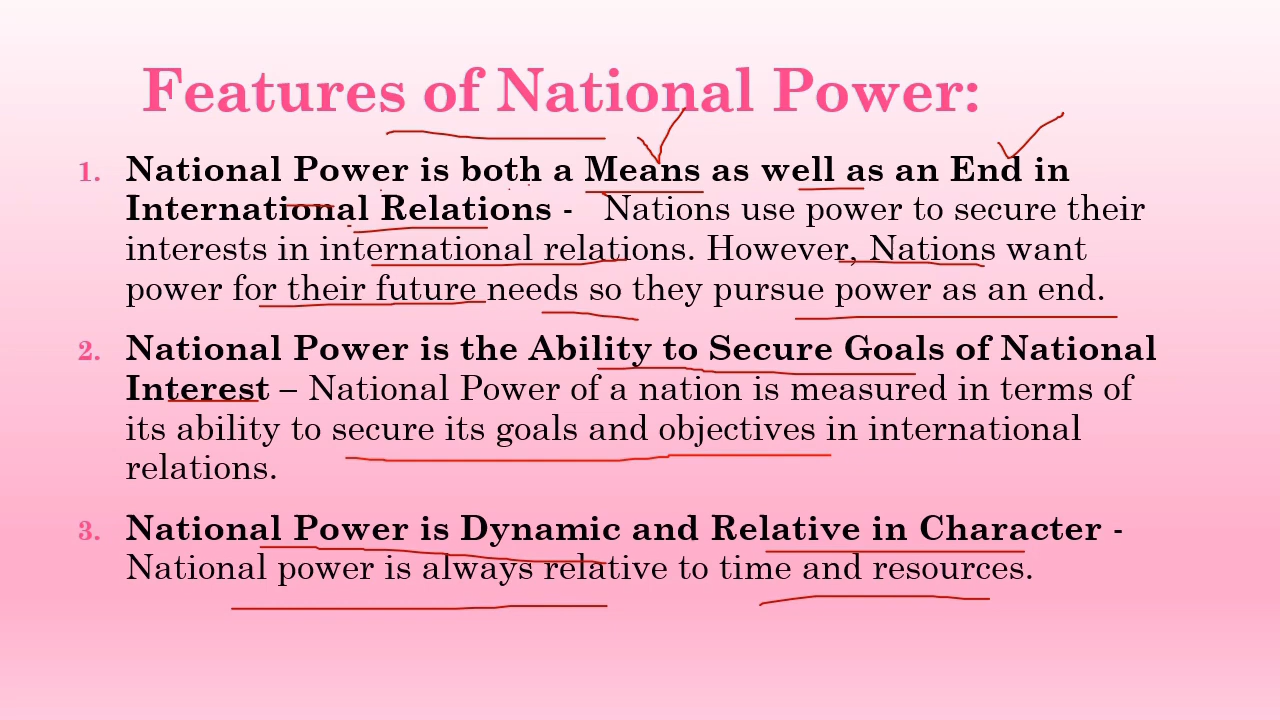 Features of National Power:
1. National Power is both a Means as well as an End in
International Relations - Nations use power to secure their
interests in international relations. However, Nations want
power for their future needs so they pursue power as an end.
2. National Power is the Ability to Secure Goals of National
Interest – National Power of a nation is measured in terms of
its ability to secure its goals and objectives in international
relations.
3. National Power is Dynamic and Relative in Character -
National power is always relative to time and resources.